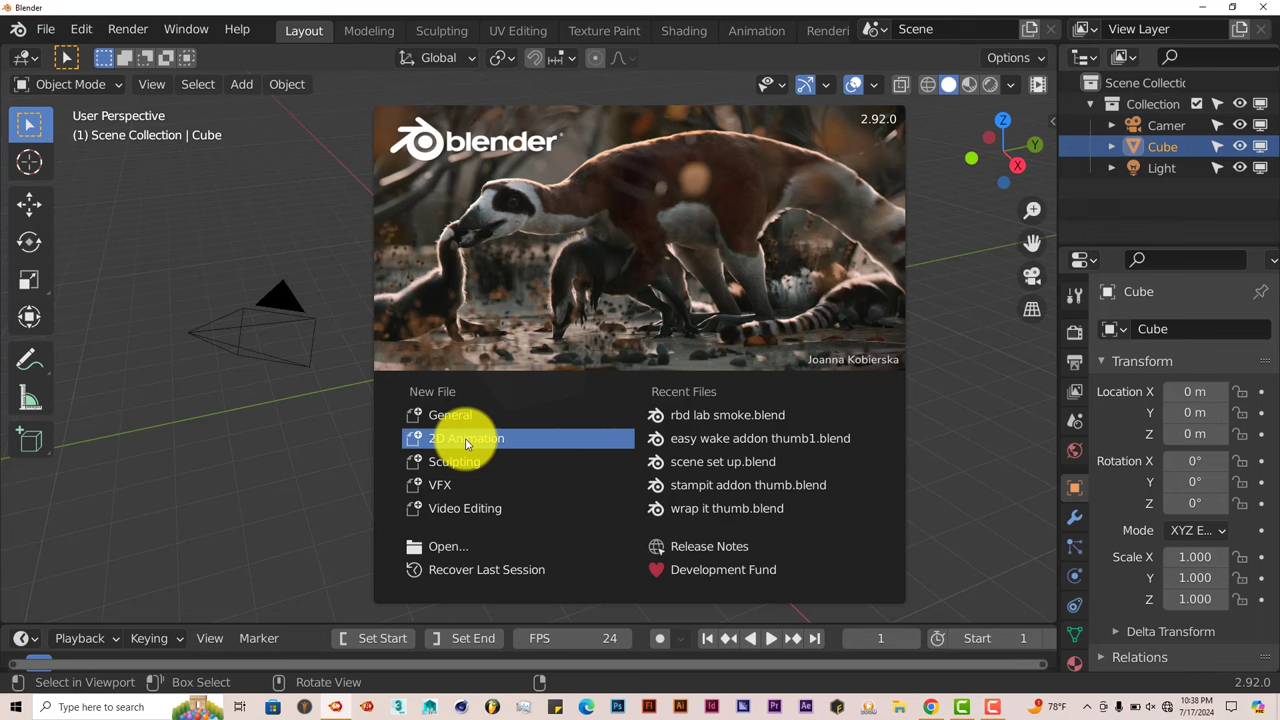 Blender
File Edit Render Window Help Layout Modeling Sculpting UV Editing Texture Paint Shading Animation Renderi Scene View Layer
Global Options
Object Mode View Select Add Object
User Perspective
(1) Scene Collection | Cube
Z
Y
X
Scene Collectic
Collection
Camer
Cube
Light
blender
2.92.0
Joanna Kobierska
New File
General
2D Animation
Sculpting
VFX
Video Editing
Open...
Recover Last Session
Recent Files
rbd lab smoke.blend
easy wake addon thumb1.blend
scene set up.blend
stampit addon thumb.blend
wrap it thumb.blend
Release Notes
Development Fund
Cube
Cube
Transform
Location X 0 m
Y 0 m
Z 0 m
Rotation X 0°
Y 0°
Z 0°
Mode XYZ E...
Scale X 1.000
Y 1.000
Z 1.000
Delta Transform
Relations
Playback Keying View Marker Set Start Set End FPS 24 1 Start 1
Select in Viewport Box Select Rotate View 2.92.0
Type here to search
78°F
10:38 PM
7/17/2024